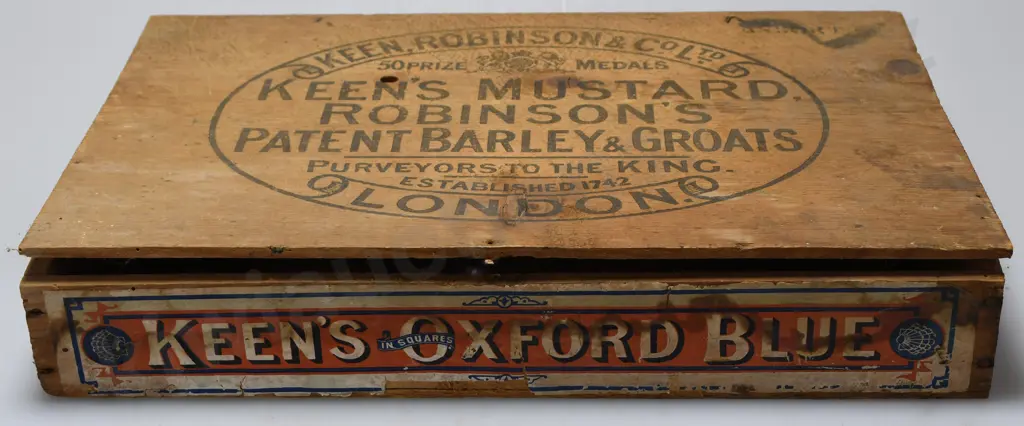 KEEN, ROBINSON & CO LTD
50 PRIZE MEDALS
KEEN'S MUSTARD,
ROBINSON'S
PATENT BARLEY & GROATS
PURVEYORS TO THE KING.
ESTABLISHED 1742
LONDON.
KEEN'S IN SQUARES OXFORD BLUE